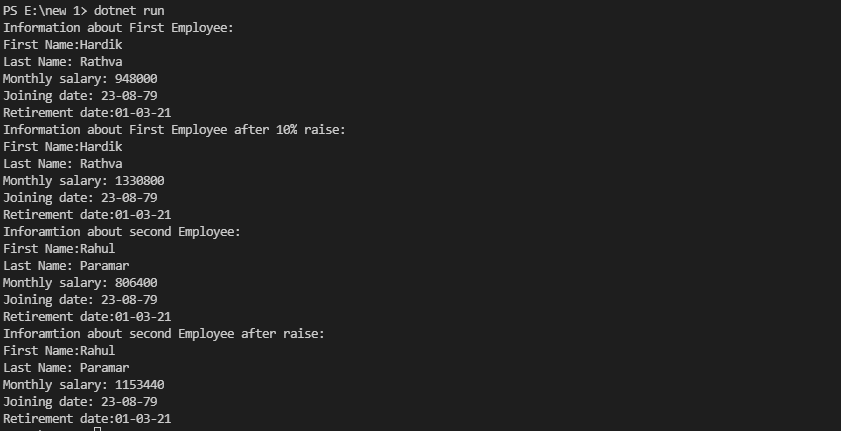 PS E:\new 1> dotnet run
Information about First Employee:
First Name:Hardik
Last Name: Rathva
Monthly salary: 948000
Joining date: 23-08-79
Retirement date:01-03-21
Information about First Employee after 10% raise:
First Name:Hardik
Last Name: Rathva
Monthly salary: 1330800
Joining date: 23-08-79
Retirement date:01-03-21
Inforamtion about second Employee:
First Name:Rahul
Last Name: Paramar
Monthly salary: 806400
Joining date: 23-08-79
Retirement date:01-03-21
Inforamtion about second Employee after raise:
First Name:Rahul
Last Name: Paramar
Monthly salary: 1153440
Joining date: 23-08-79
Retirement date:01-03-21